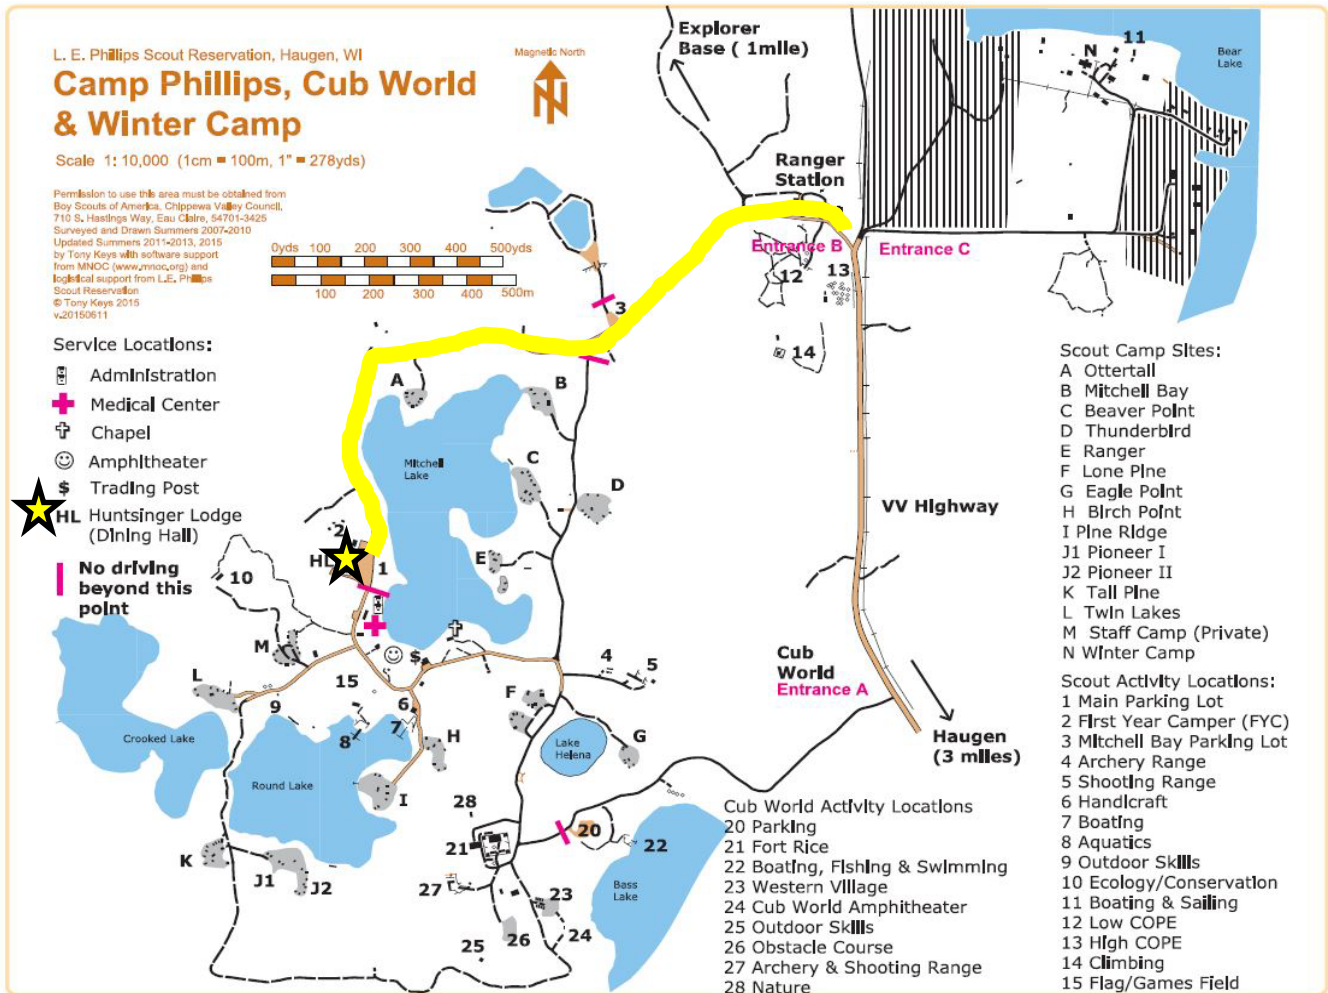 L. E. Phillips Scout Reservation, Haugen, WI
Camp Phillips, Cub World
& Winter Camp
Scale 1: 10,000 (1cm = 100m, 1" = 278yds)
Permission to use this area must be obtained from
Boy Scouts of America, Chippewa Valley Council,
710 S. Hastings Way, Eau Claire, 54701-3425
Surveyed and Drawn Summers 2007-2010
Updated Summers 2011-2013, 2015
by Tony Keys with software support
from MNOC (www.mnoc.org) and
logistical support from L.E. Phillips
Scout Reservation
© Tony Keys 2015
v.20150611
Magnetic North
N
0yds 100 200 300 400 500yds
100 200 300 400 500m
Service Locations:
Administration
Medical Center
Chapel
Amphitheater
$ Trading Post
HL Huntsinger Lodge
(Dining Hall)
No driving
beyond this
point
Explorer
Base ( 1mile)
Ranger
Station
Entrance B
Entrance C
12
13
14
N
11
Bear
Lake
3
A
B
Mitchell
Lake
C
D
E
2
HL
1
10
M
L
15
$
9
6
7
8
H
I
4
5
F
G
Crooked Lake
Round Lake
Lake
Helena
VV Highway
Cub
World
Entrance A
Haugen
(3 miles)
K
J1
J2
28
21
20
22
27
23
24
25
26
Bass
Lake
Cub World Activity Locations
20 Parking
21 Fort Rice
22 Boating, Fishing & Swimming
23 Western Village
24 Cub World Amphitheater
25 Outdoor Skills
26 Obstacle Course
27 Archery & Shooting Range
28 Nature
Scout Camp Sites:
A Ottertail
B Mitchell Bay
C Beaver Point
D Thunderbird
E Ranger
F Lone Pine
G Eagle Point
H Birch Point
I Pine Ridge
J1 Pioneer I
J2 Pioneer II
K Tall Pine
L Twin Lakes
M Staff Camp (Private)
N Winter Camp
Scout Activity Locations:
1 Main Parking Lot
2 First Year Camper (FYC)
3 Mitchell Bay Parking Lot
4 Archery Range
5 Shooting Range
6 Handicraft
7 Boating
8 Aquatics
9 Outdoor Skills
10 Ecology/Conservation
11 Boating & Sailing
12 Low COPE
13 High COPE
14 Climbing
15 Flag/Games Field